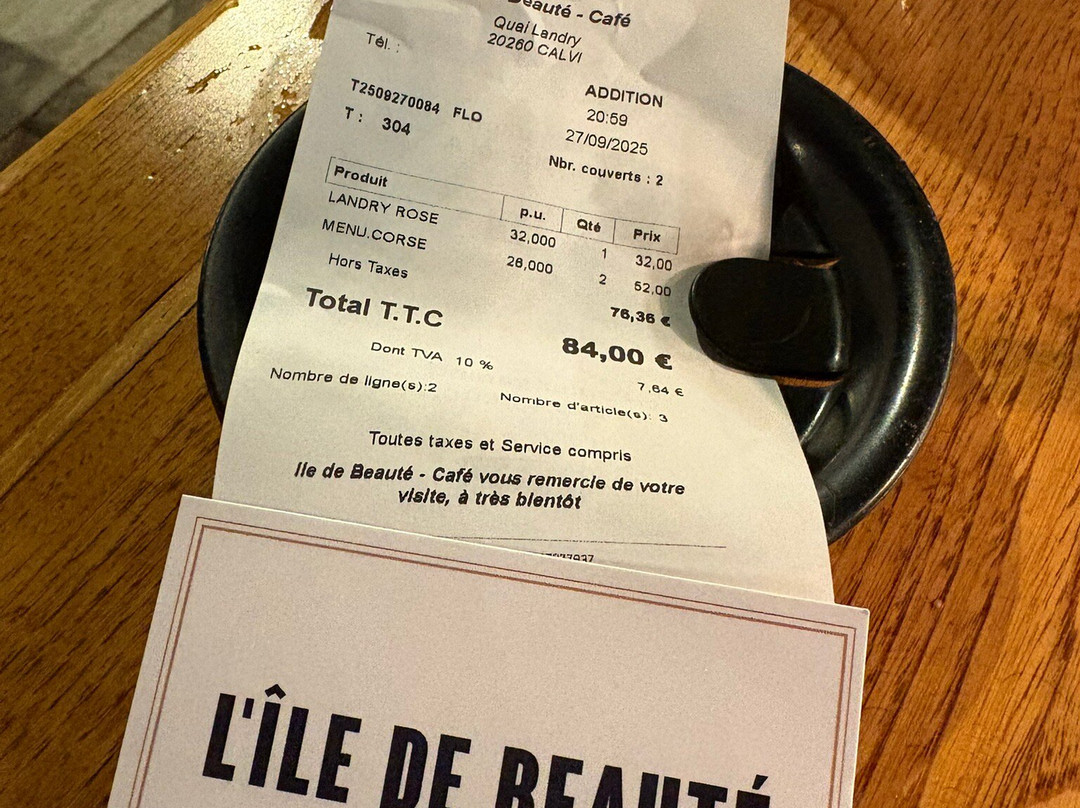 Beauté - Café
Quai Landry
20260 CALVI
Tél. :
ADDITION
T2509270084 FLO
20:59
T : 304
27/09/2025
Nbr. couverts : 2
Produit p.u. Qté Prix
LANDRY ROSE 32,000 1 32,00
MENU.CORSE 26,000 2 52,00
Hors Taxes 76,36 €
Total T.T.C 84,00 €
Dont TVA 10 % 7,64 €
Nombre de ligne(s):2 Nombre d'article(s): 3
Toutes taxes et Service compris
Ile de Beauté - Café vous remercie de votre
visite, à très bientôt
L'ÎLE DE BEAUTÉ